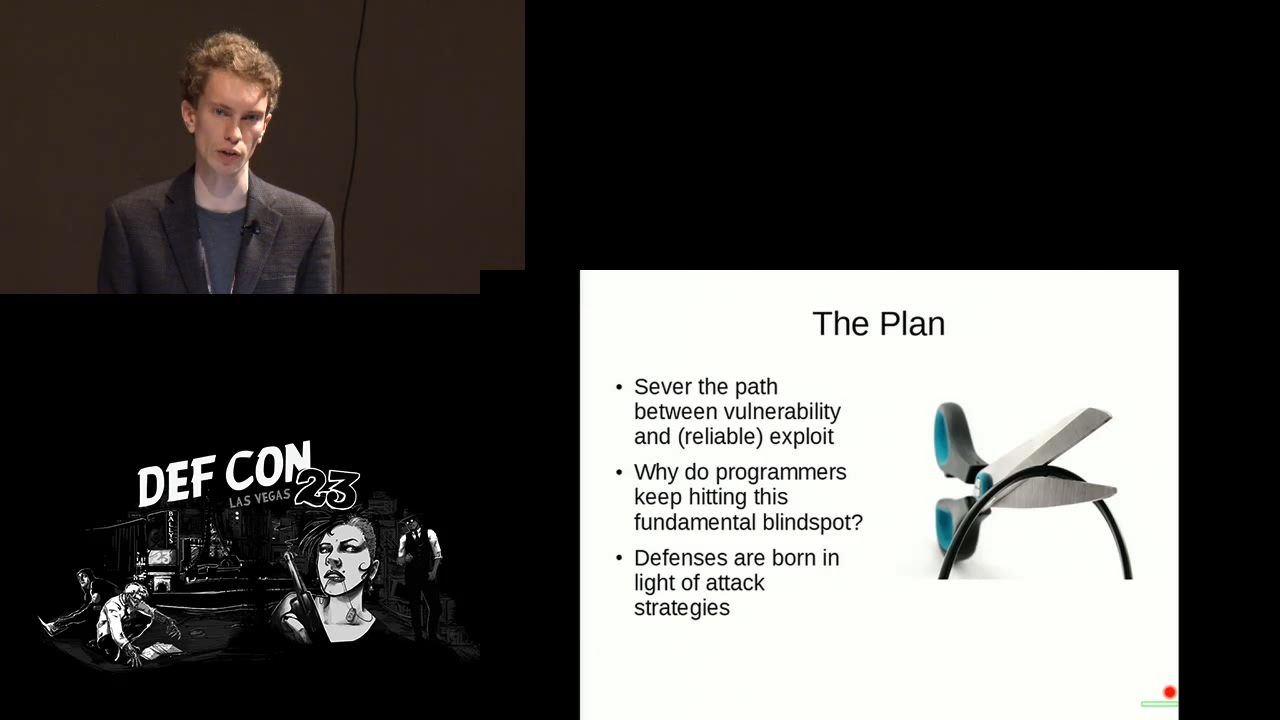 The Plan
• Sever the path
between vulnerability
and (reliable) exploit
• Why do programmers
keep hitting this
fundamental blindspot?
• Defenses are born in
light of attack
strategies
DEF CON
LAS VEGAS 23
BALLYS